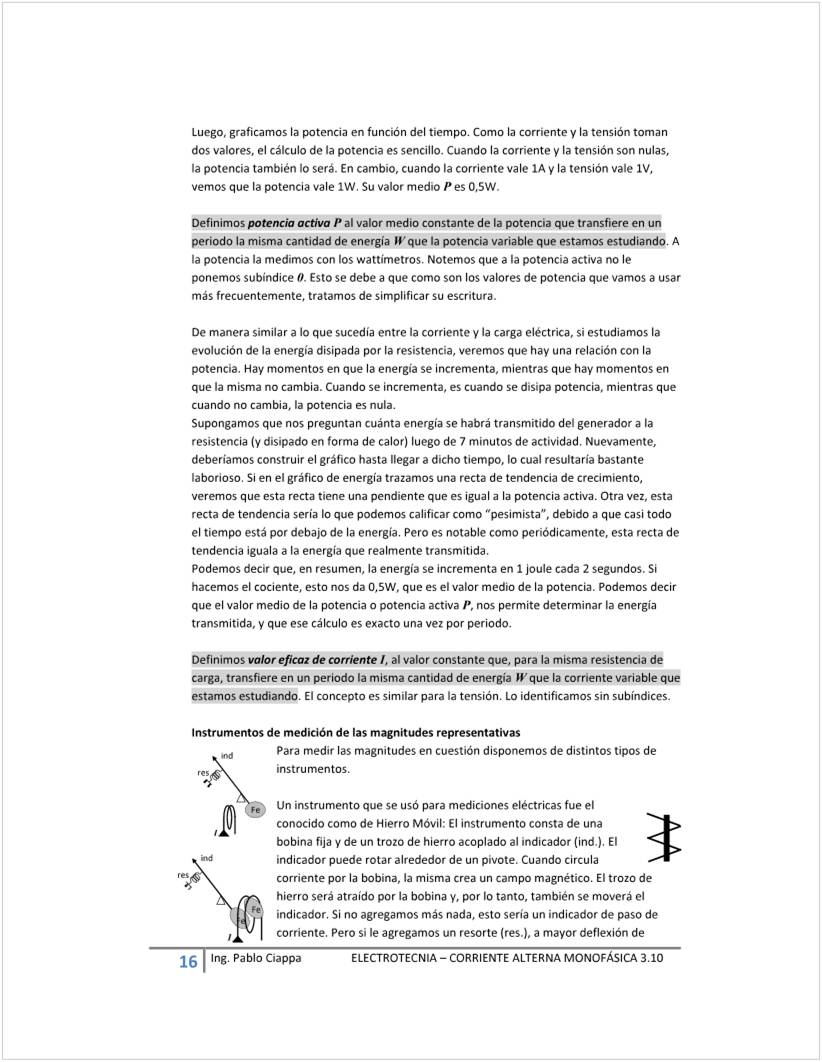 Luego, graficamos la potencia en función del tiempo. Como la corriente y la tensión toman
dos valores, el cálculo de la potencia es sencillo. Cuando la corriente y la tensión son nulas,
la potencia también lo será. En cambio, cuando la corriente vale 1A y la tensión vale 1V,
vemos que la potencia vale 1W. Su valor medio P es 0,5W.
Definimos potencia activa P al valor medio constante de la potencia que transfiere en un
periodo la misma cantidad de energía W que la potencia variable que estamos estudiando. A
la potencia la medimos con los wattímetros. Notemos que a la potencia activa no le
ponemos subíndice 0. Esto se debe a que como son los valores de potencia que vamos a usar
más frecuentemente, tratamos de simplificar su escritura.
De manera similar a lo que sucedía entre la corriente y la carga eléctrica, si estudiamos la
evolución de la energía disipada por la resistencia, veremos que hay una relación con la
potencia. Hay momentos en que la energía se incrementa, mientras que hay momentos en
que la misma no cambia. Cuando se incrementa, es cuando se disipa potencia, mientras que
cuando no cambia, la potencia es nula.
Supongamos que nos preguntan cuánta energía se habrá transmitido del generador a la
resistencia (y disipado en forma de calor) luego de 7 minutos de actividad. Nuevamente,
deberíamos construir el gráfico hasta llegar a dicho tiempo, lo cual resultaría bastante
laborioso. Si en el gráfico de energía trazamos una recta de tendencia de crecimiento,
veremos que esta recta tiene una pendiente que es igual a la potencia activa. Otra vez, esta
recta de tendencia sería lo que podemos calificar como “pesimista”, debido a que casi todo
el tiempo está por debajo de la energía. Pero es notable como periódicamente, esta recta de
tendencia iguala a la energía que realmente transmitida.
Podemos decir que, en resumen, la energía se incrementa en 1 joule cada 2 segundos. Si
hacemos el cociente, esto nos da 0,5W, que es el valor medio de la potencia. Podemos decir
que el valor medio de la potencia o potencia activa P, nos permite determinar la energía
transmitida, y que ese cálculo es exacto una vez por periodo.
Definimos valor eficaz de corriente I, al valor constante que, para la misma resistencia de
carga, transfiere en un periodo la misma cantidad de energía W que la corriente variable que
estamos estudiando. El concepto es similar para la tensión. Lo identificamos sin subíndices.
Instrumentos de medición de las magnitudes representativas
Para medir las magnitudes en cuestión disponemos de distintos tipos de
instrumentos.
ind
res
Fe
I
Un instrumento que se usó para mediciones eléctricas fue el
conocido como de Hierro Móvil: El instrumento consta de una
bobina fija y de un trozo de hierro acoplado al indicador (ind.). El
indicador puede rotar alrededor de un pivote. Cuando circula
corriente por la bobina, la misma crea un campo magnético. El trozo de
hierro será atraído por la bobina y, por lo tanto, también se moverá el
indicador. Si no agregamos más nada, esto sería un indicador de paso de
corriente. Pero si le agregamos un resorte (res.), a mayor deflexión de
ind
res
Fe
Fe
I
16 Ing. Pablo Ciappa ELECTROTECNIA – CORRIENTE ALTERNA MONOFÁSICA 3.10